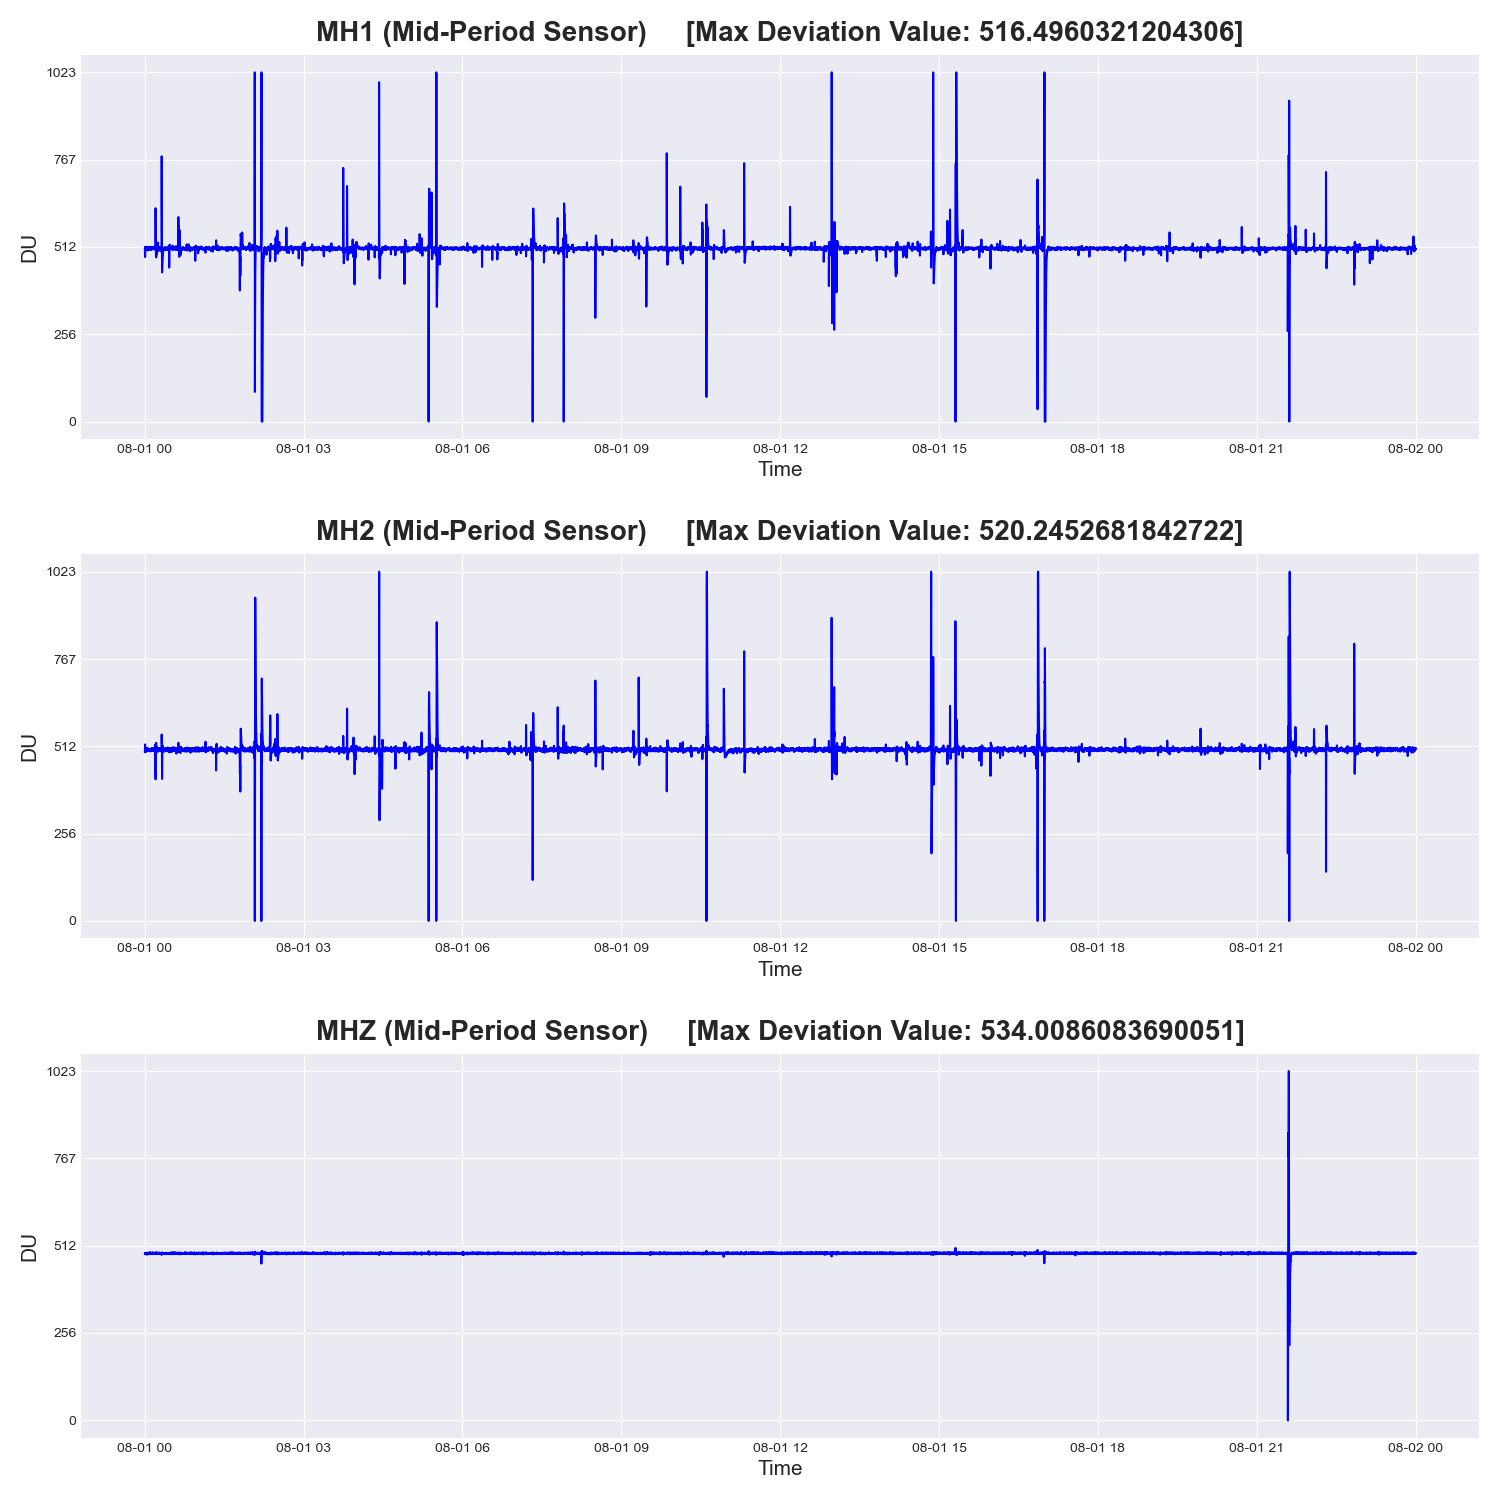 MH1 (Mid-Period Sensor) [Max Deviation Value: 516.4960321204306]
1023
767
512
256
0
DU
08-01 00 08-01 03 08-01 06 08-01 09 08-01 12 08-01 15 08-01 18 08-01 21 08-02 00
Time
MH2 (Mid-Period Sensor) [Max Deviation Value: 520.2452681842722]
1023
767
512
256
0
DU
08-01 00 08-01 03 08-01 06 08-01 09 08-01 12 08-01 15 08-01 18 08-01 21 08-02 00
Time
MHZ (Mid-Period Sensor) [Max Deviation Value: 534.0086083690051]
1023
767
512
256
0
DU
08-01 00 08-01 03 08-01 06 08-01 09 08-01 12 08-01 15 08-01 18 08-01 21 08-02 00
Time